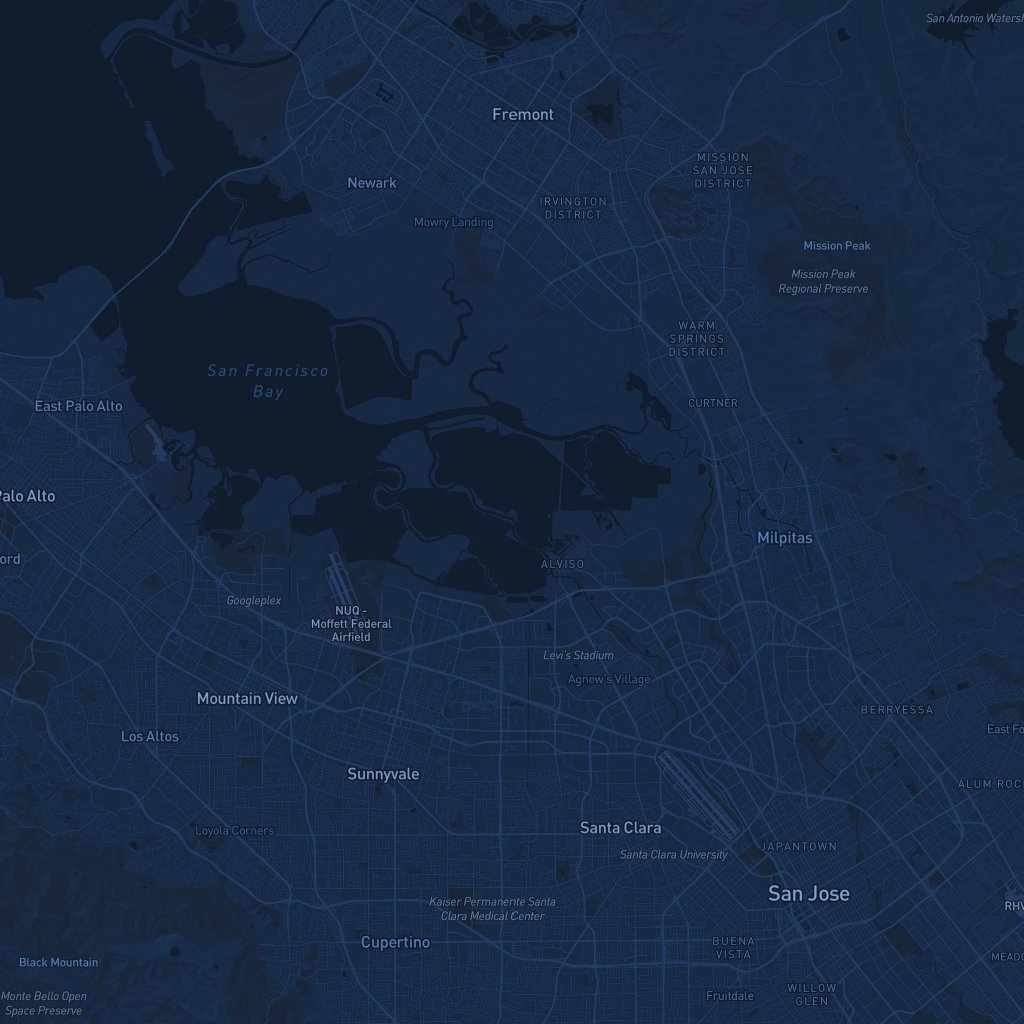 San Antonio Watersh
Fremont
MISSION
SAN JOSE
DISTRICT
Newark
IRVINGTON
DISTRICT
Mowry Landing
Mission Peak
Mission Peak
Regional Preserve
WARM
SPRINGS
DISTRICT
San Francisco
Bay
East Palo Alto
CURTNER
Palo Alto
Milpitas
ord
ALVISO
Googleplex
NUQ -
Moffett Federal
Airfield
Levi's Stadium
Agnew's Village
Mountain View
BERRYESSA
East Fo
Los Altos
Sunnyvale
ALUM ROC
Loyola Corners
Santa Clara
JAPANTOWN
Santa Clara University
San Jose
Kaiser Permanente Santa
Clara Medical Center
RHV
Cupertino
BUENA
VISTA
MEADO
Black Mountain
WILLOW
GLEN
Fruitdale
Monte Bello Open
Space Preserve